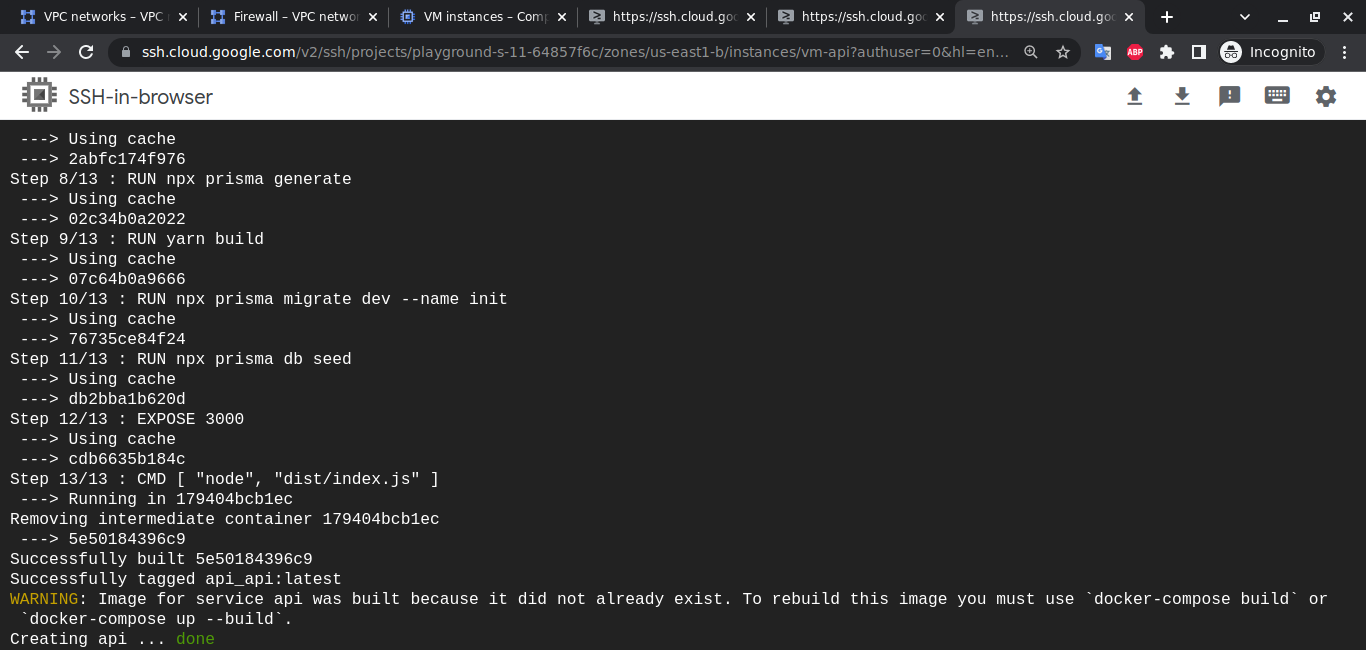 VPC networks – VPC
Firewall – VPC networ
VM instances – Comp
https://ssh.cloud.goo
https://ssh.cloud.goo
https://ssh.cloud.goo
ssh.cloud.google.com/v2/ssh/projects/playground-s-11-64857f6c/zones/us-east1-b/instances/vm-api?authuser=0&hl=en...
ABP
Incognito
SSH-in-browser
---> Using cache
---> 2abfc174f976
Step 8/13 : RUN npx prisma generate
---> Using cache
---> 02c34b0a2022
Step 9/13 : RUN yarn build
---> Using cache
---> 07c64b0a9666
Step 10/13 : RUN npx prisma migrate dev --name init
---> Using cache
---> 76735ce84f24
Step 11/13 : RUN npx prisma db seed
---> Using cache
---> db2bba1b620d
Step 12/13 : EXPOSE 3000
---> Using cache
---> cdb6635b184c
Step 13/13 : CMD [ "node", "dist/index.js" ]
---> Running in 179404bcb1ec
Removing intermediate container 179404bcb1ec
---> 5e50184396c9
Successfully built 5e50184396c9
Successfully tagged api_api:latest
WARNING: Image for service api was built because it did not already exist. To rebuild this image you must use `docker-compose build` or
`docker-compose up --build`.
Creating api ... done